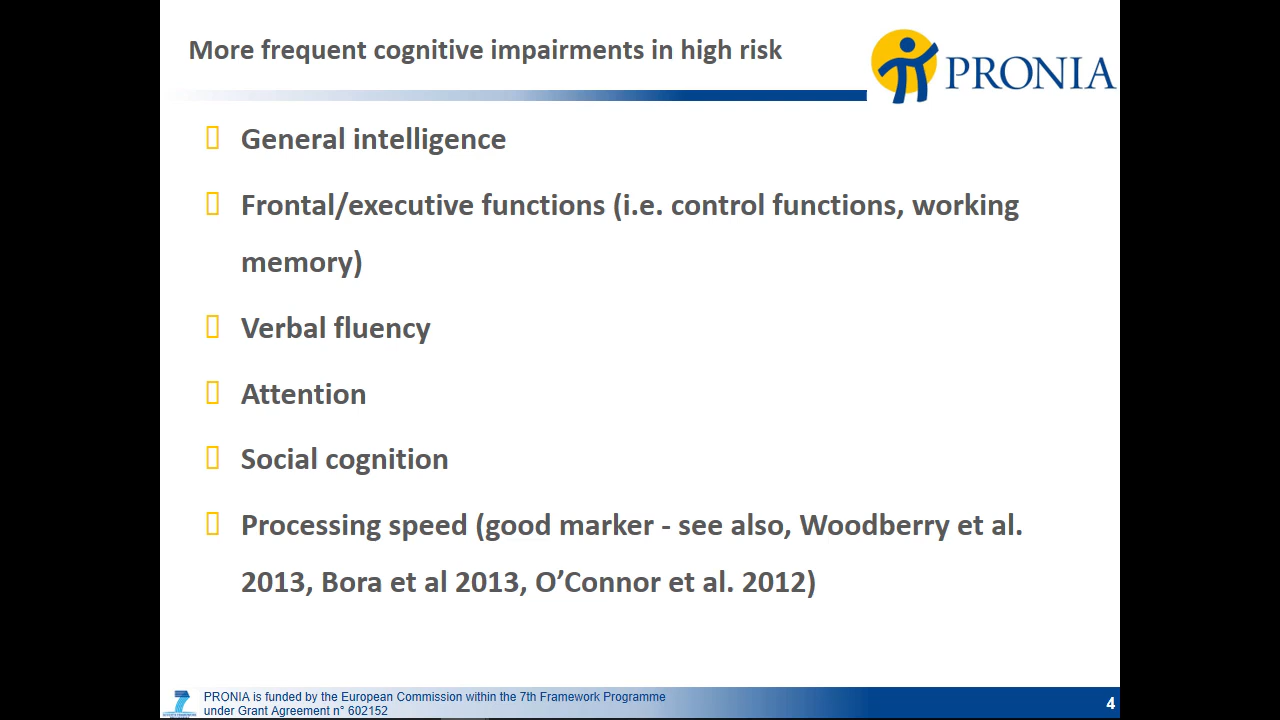 More frequent cognitive impairments in high risk
PRONIA
General intelligence
Frontal/executive functions (i.e. control functions, working
memory)
Verbal fluency
Attention
Social cognition
Processing speed (good marker - see also, Woodberry et al.
2013, Bora et al 2013, O’Connor et al. 2012)
PRONIA is funded by the European Commission within the 7th Framework Programme
under Grant Agreement n° 602152
4